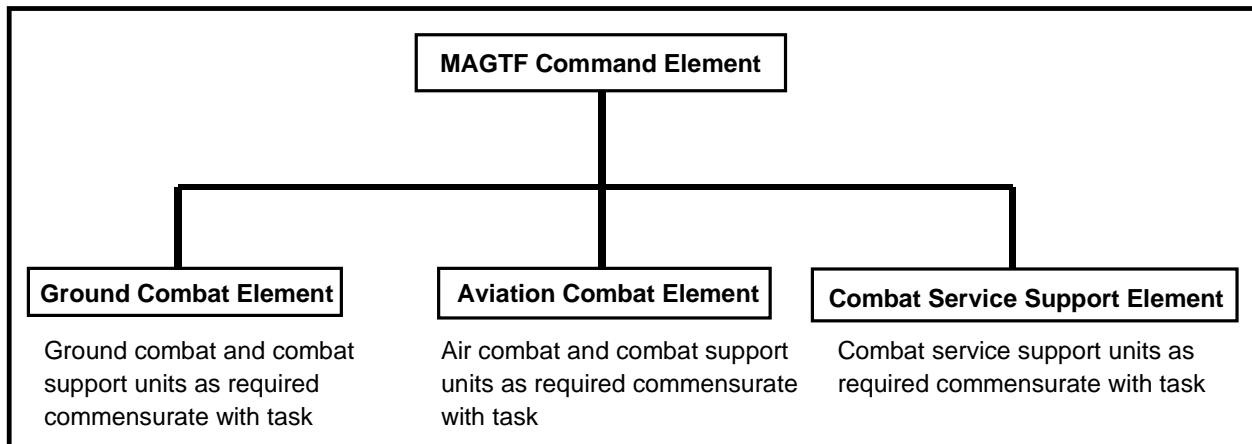 MAGTF Command Element
Ground Combat Element
Ground combat and combat
support units as required
commensurate with task
Aviation Combat Element
Air combat and combat support
units as required commensurate
with task
Combat Service Support Element
Combat service support units as
required commensurate with task